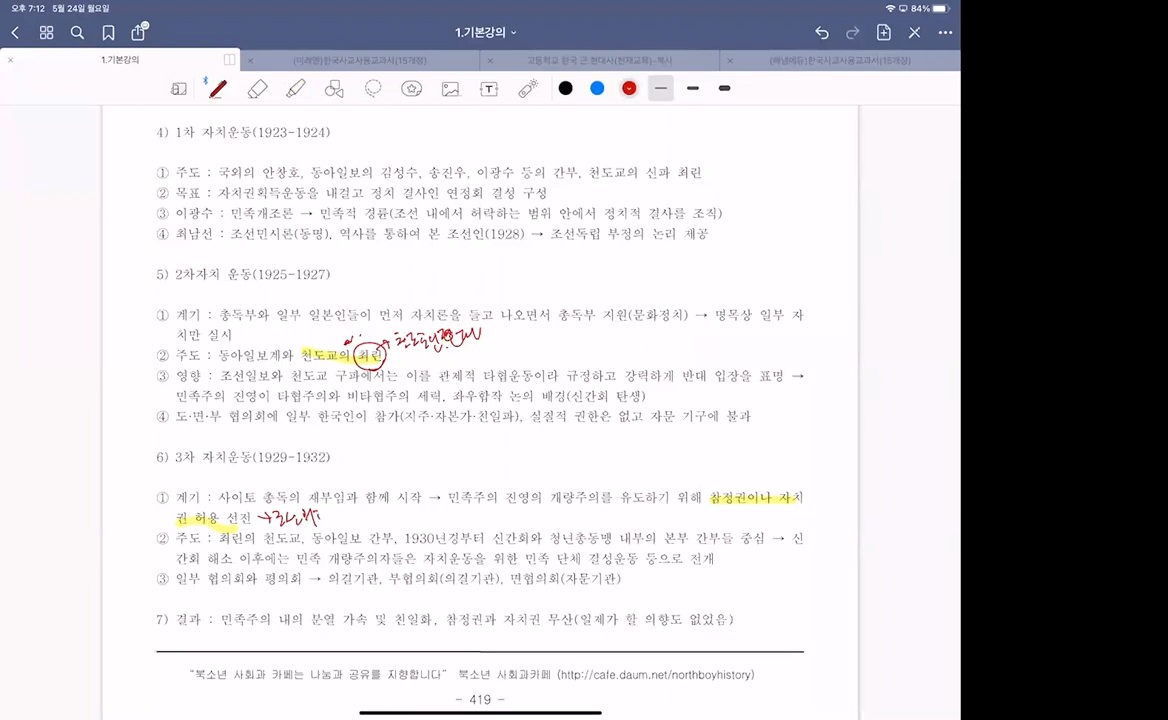 오후 7:12 5월 24일 월요일 84%
1.기본강의
1.기본강의 (미래엔)한국사교사용교과서(15개정) 고등학교 한국 근.현대사(천재교육)-복사 (해냄에듀)한국사교사용교과서(15개정)
4) 1차 자치운동(1923-1924)
① 주도 : 국외의 안창호, 동아일보의 김성수, 송진우, 이광수 등의 간부, 천도교의 신파 최린
② 목표 : 자치권획득운동을 내걸고 정치 결사인 연정회 결성 구성
③ 이광수 : 민족개조론 → 민족적 경륜(조선 내에서 허락하는 범위 안에서 정치적 결사를 조직)
④ 최남선 : 조선민시론(동명), 역사를 통하여 본 조선인(1928) → 조선독립 부정의 논리 제공
5) 2차자치 운동(1925-1927)
① 계기 : 총독부와 일부 일본인들이 먼저 자치론을 들고 나오면서 총독부 지원(문화정치) → 명목상 일부 자
치만 실시
② 주도 : 동아일보계와 천도교의 최린
③ 영향 : 조선일보와 천도교 구파에서는 이를 관제적 타협운동이라 규정하고 강력하게 반대 입장을 표명 →
민족주의 진영이 타협주의와 비타협주의 세력, 좌우합작 논의 배경(신간회 탄생)
④ 도·면·부 협의회에 일부 한국인이 참가(지주·자본가·친일파), 실질적 권한은 없고 자문 기구에 불과
6) 3차 자치운동(1929-1932)
① 계기 : 사이토 총독의 재부임과 함께 시작 → 민족주의 진영의 개량주의를 유도하기 위해 참정권이나 자치
권 허용 선전
② 주도 : 최린의 천도교, 동아일보 간부, 1930년경부터 신간회와 청년총동맹 내부의 본부 간부들 중심 → 신
간회 해소 이후에는 민족 개량주의자들은 자치운동을 위한 민족 단체 결성운동 등으로 전개
③ 일부 협의회와 평의회 → 의결기관, 부협의회(의결기관), 면협의회(자문기관)
7) 결과 : 민족주의 내의 분열 가속 및 친일화, 참정권과 자치권 무산(일제가 할 의향도 없었음)
"북소년 사회과 카페는 나눔과 공유를 지향합니다" 북소년 사회과카페 (http://cafe.daum.net/northboyhistory)
- 419 -